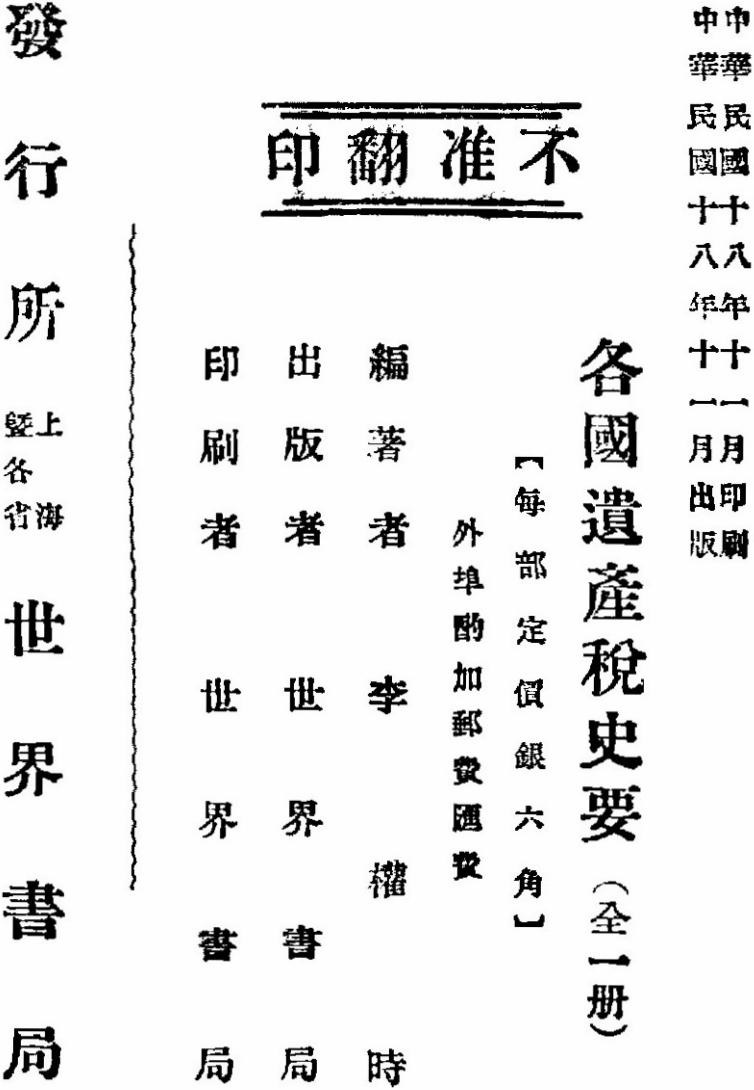 中華民國十八年十一月印刷
中華民國十八年十一月出版
不准翻印
各國遺產稅史要（全一册）
【每部定價銀六角】
外埠酌加郵費匯費
編著者 李權時
出版者 世界書局
印刷者 世界書局
發行所 上海暨各省 世界書局